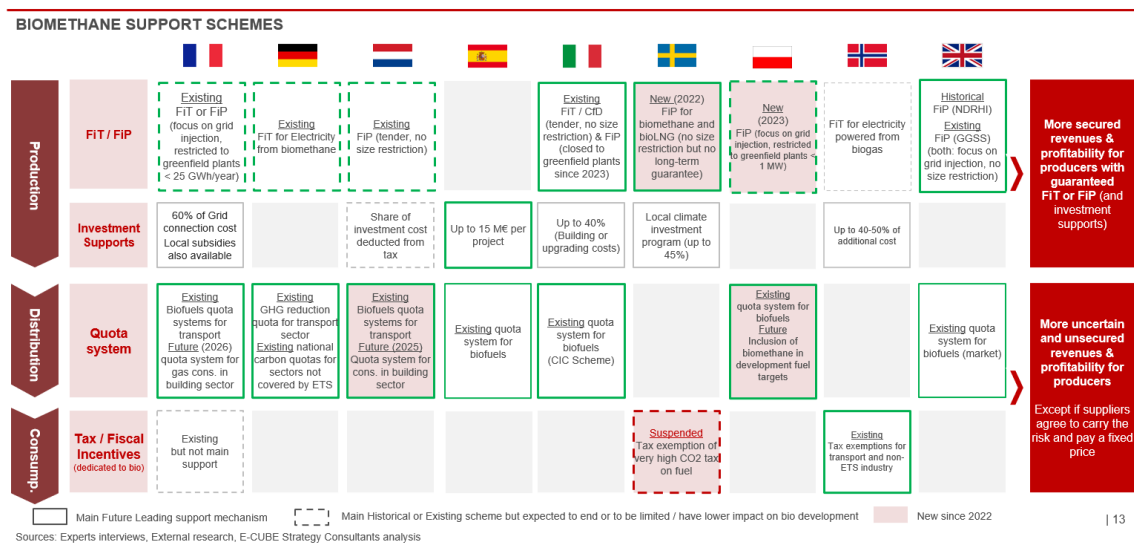 BIOMETHANE SUPPORT SCHEMES
Production
FiT / FiP
Existing
FiT or FiP
(focus on grid
injection,
restricted to
greenfield plants
< 25 GWh/year)
Existing
FiT for Electricity
from biomethane
Existing
FiP (tender, no
size restriction)
Existing
FiT / CfD
(tender, no size
restriction) & FiP
(closed to
greenfield plants
since 2023)
New (2022)
FiP for
biomethane and
bioLNG (no size
restriction but no
long-term
guarantee)
New
(2023)
FiP (focus on grid
injection, restricted
to greenfield plants <
1 MW)
FiT for electricity
powered from
biogas
Historical
FiP (NDRHI)
Existing
FiP (GGSS)
(both: focus on
grid injection, no
size restriction)
More secured
revenues &
profitability for
producers with
guaranteed
FiT or FiP (and
investment
supports)
Investment
Supports
60% of Grid
connection cost
Local subsidies
also available
Share of
investment cost
deducted from
tax
Up to 15 M€ per
project
Up to 40%
(Building or
upgrading costs)
Local climate
investment
program (up to
45%)
Up to 40-50% of
additional cost
Distribution
Quota
system
Existing
Biofuels quota
systems for
transport
Future (2026)
quota system for
gas cons. in
building sector
Existing
GHG reduction
quota for transport
sector
Existing national
carbon quotas for
sectors not
covered by ETS
Existing
Biofuels quota
systems for
transport
Future (2025)
Quota system for
cons. in building
sector
Existing quota
system for
biofuels
Existing quota
system for
biofuels
(CIC Scheme)
Existing
quota system for
biofuels
Future
Inclusion of
biomethane in
development fuel
targets
Existing quota
system for
biofuels (market)
More uncertain
and unsecured
revenues &
profitability for
producers
Except if suppliers
agree to carry the
risk and pay a fixed
price
Consump.
Tax / Fiscal
Incentives
(dedicated to bio)
Existing
but not main
support
Suspended
Tax exemption of
very high CO2 tax
on fuel
Existing
Tax exemptions for
transport and non-
ETS industry
Main Future Leading support mechanism
Main Historical or Existing scheme but expected to end or to be limited / have lower impact on bio development
New since 2022
| 13
Sources: Experts interviews, External research, E-CUBE Strategy Consultants analysis